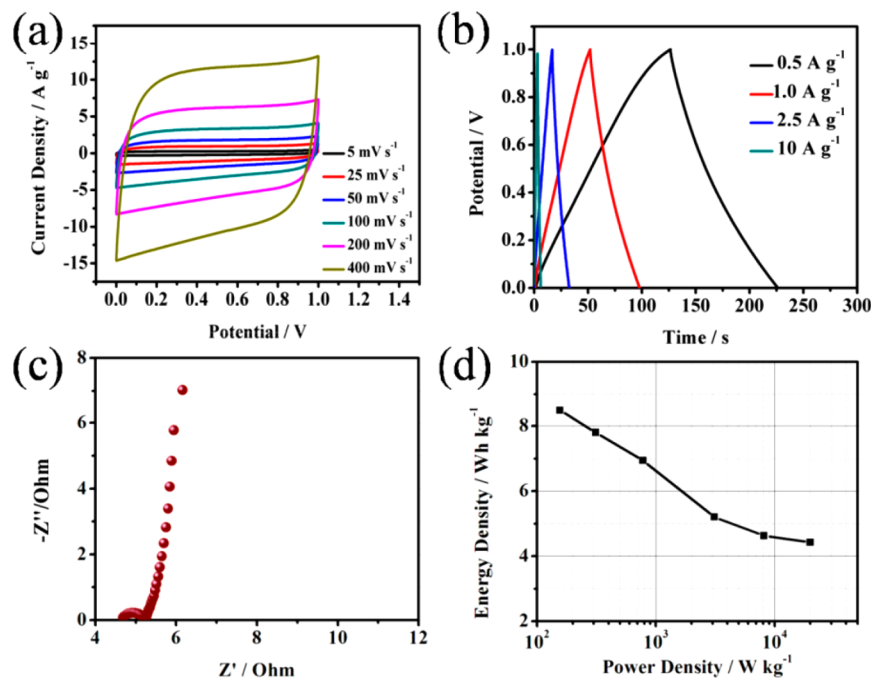 (a)
15
10
5
0
-5
-10
-15
Current Density / A g⁻¹
5 mV s⁻¹
25 mV s⁻¹
50 mV s⁻¹
100 mV s⁻¹
200 mV s⁻¹
400 mV s⁻¹
0.0 0.2 0.4 0.6 0.8 1.0 1.2 1.4
Potential / V
(b)
1.0
0.8
0.6
0.4
0.2
0.0
Potential / V
0.5 A g⁻¹
1.0 A g⁻¹
2.5 A g⁻¹
10 A g⁻¹
0 50 100 150 200 250 300
Time / s
(c)
8
6
4
2
0
-Z''/Ohm
4 6 8 10 12
Z' / Ohm
(d)
10
8
6
4
2
Energy Density / Wh kg⁻¹
10² 10³ 10⁴
Power Density / W kg⁻¹